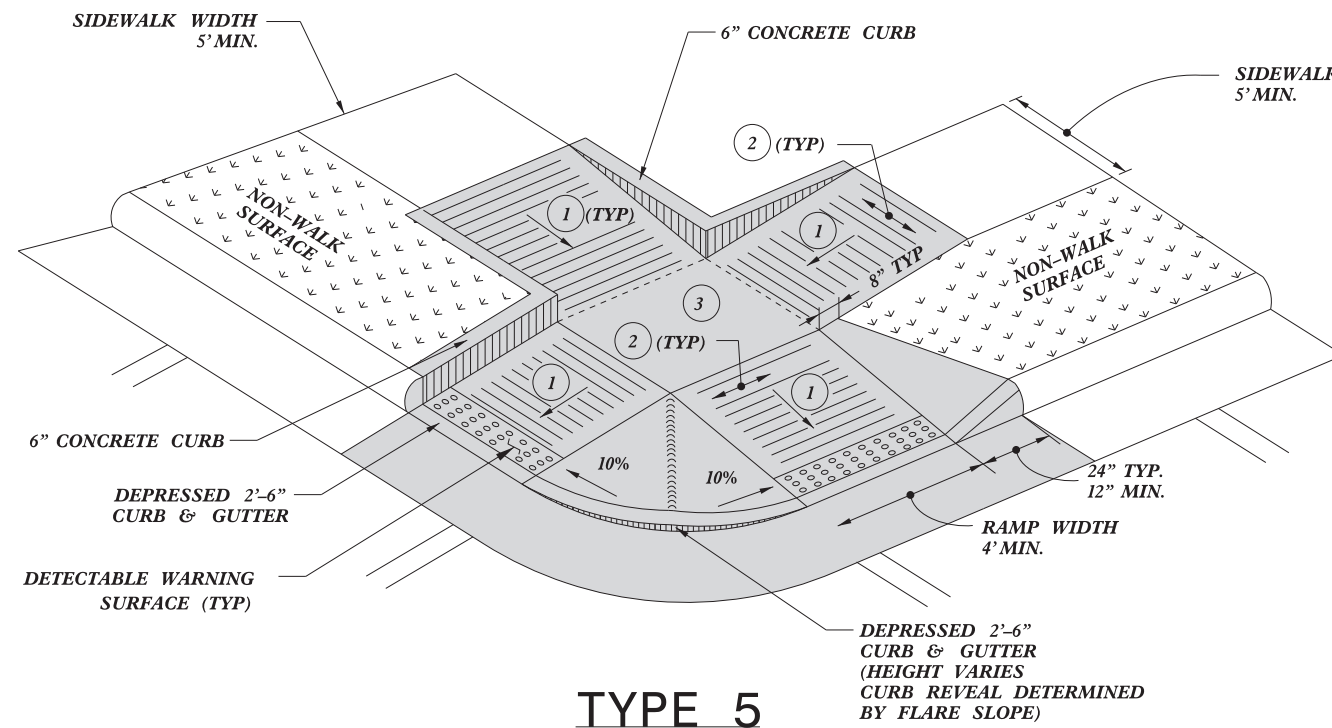 SIDEWALK WIDTH
5' MIN.
6" CONCRETE CURB
5' MIN.
2 (TYP)
NON-WALK
SURFACE
1 (TYP)
1
8" TYP
NON-WALK
SURFACE
3
2 (TYP)
1
1
6" CONCRETE CURB
10%
10%
DEPRESSED 2'-6"
CURB & GUTTER
24" TYP.
12" MIN.
RAMP WIDTH
4' MIN.
DETECTABLE WARNING
SURFACE (TYP)
DEPRESSED 2'-6"
CURB & GUTTER
(HEIGHT VARIES
CURB REVEAL DETERMINED
BY FLARE SLOPE)
TYPE 5